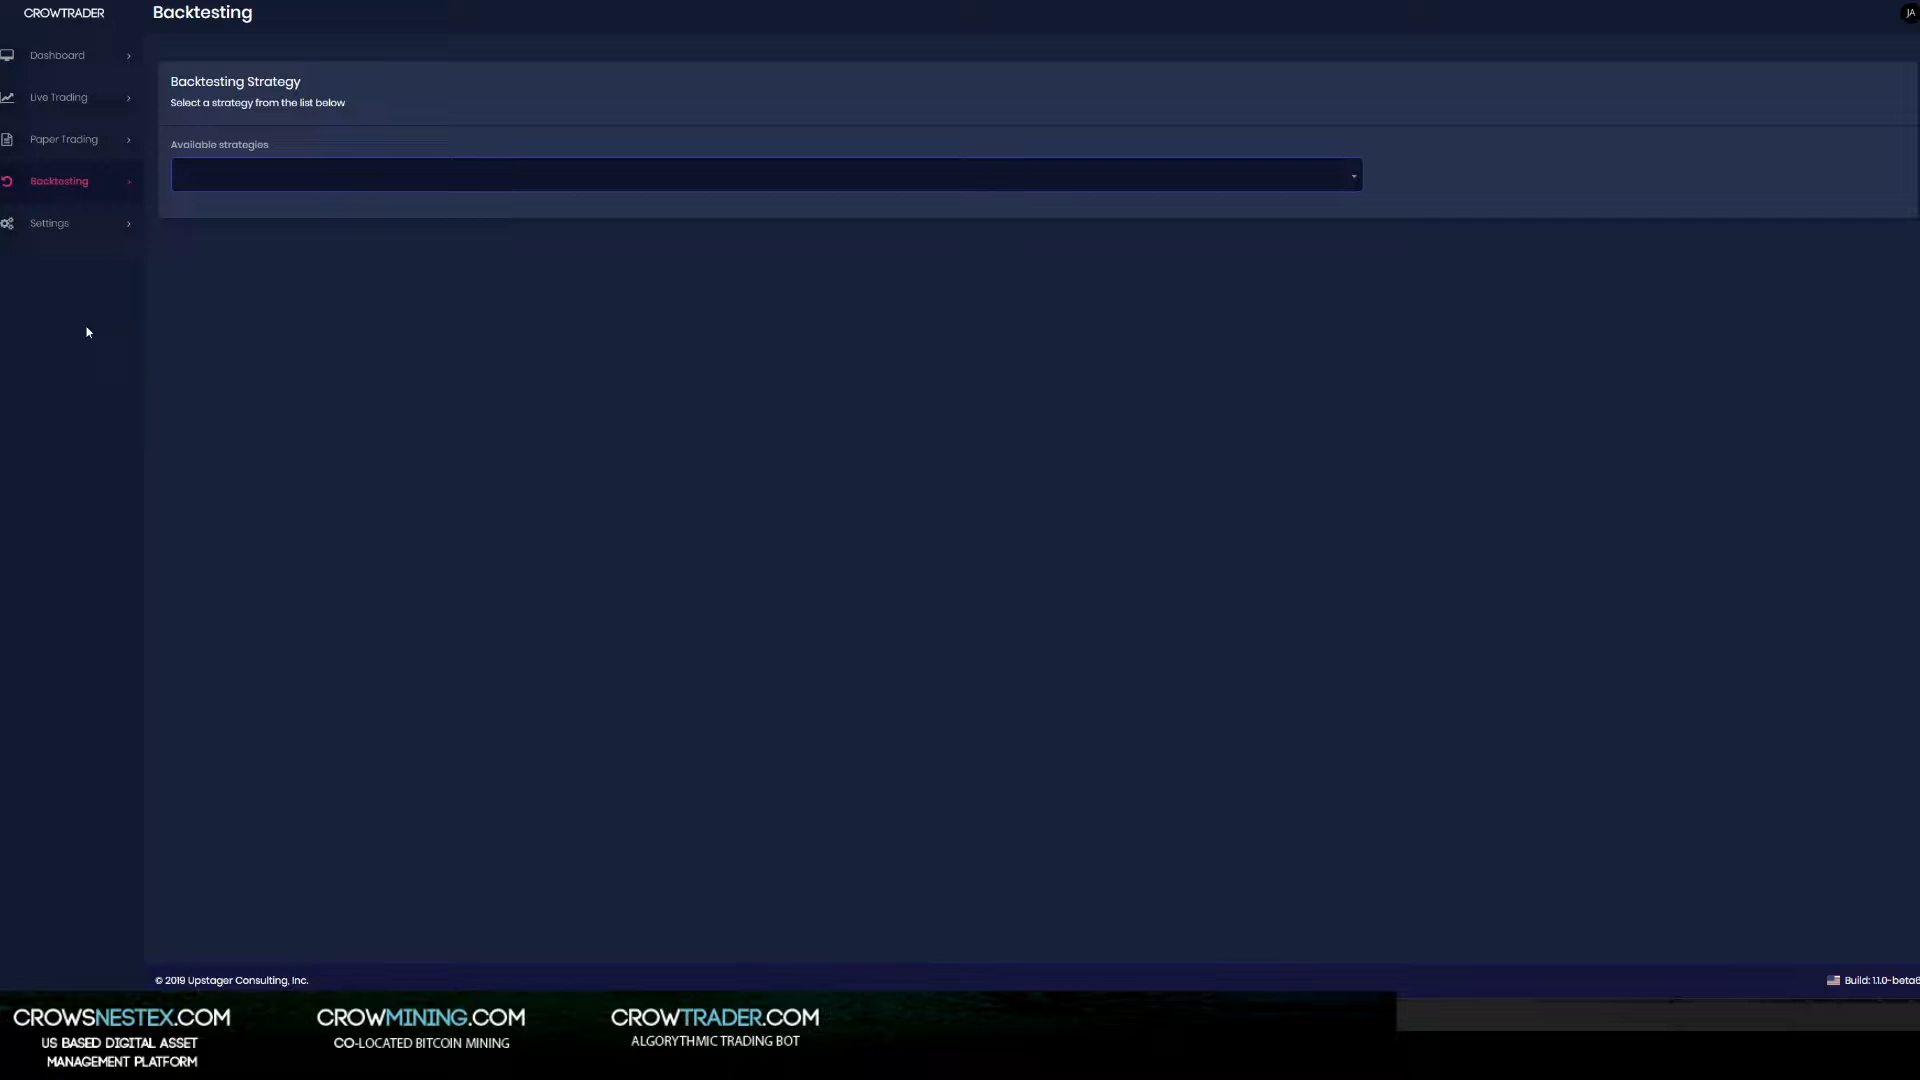 CROWTRADER
Backtesting
JA
Dashboard
Live Trading
Paper Trading
Backtesting
Settings
Backtesting Strategy
Select a strategy from the list below
Available strategies
© 2019 Upstager Consulting, Inc.
Build: 1.1.0-beta6
CROWSNESTEX.COM
US BASED DIGITAL ASSET
MANAGEMENT PLATFORM
CROWMINING.COM
CO-LOCATED BITCOIN MINING
CROWTRADER.COM
ALGORYTHMIC TRADING BOT